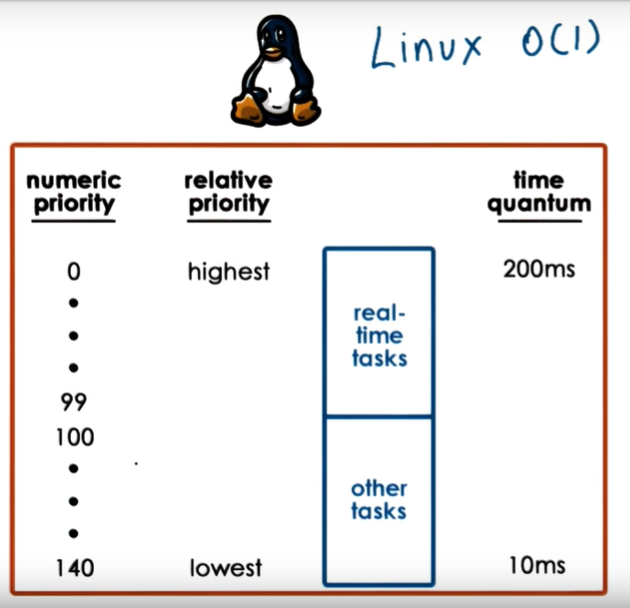 Linux O(1)
numeric priority
relative priority
time quantum
0 highest 200ms
real-
time
tasks
99
100
other
tasks
140 lowest 10ms